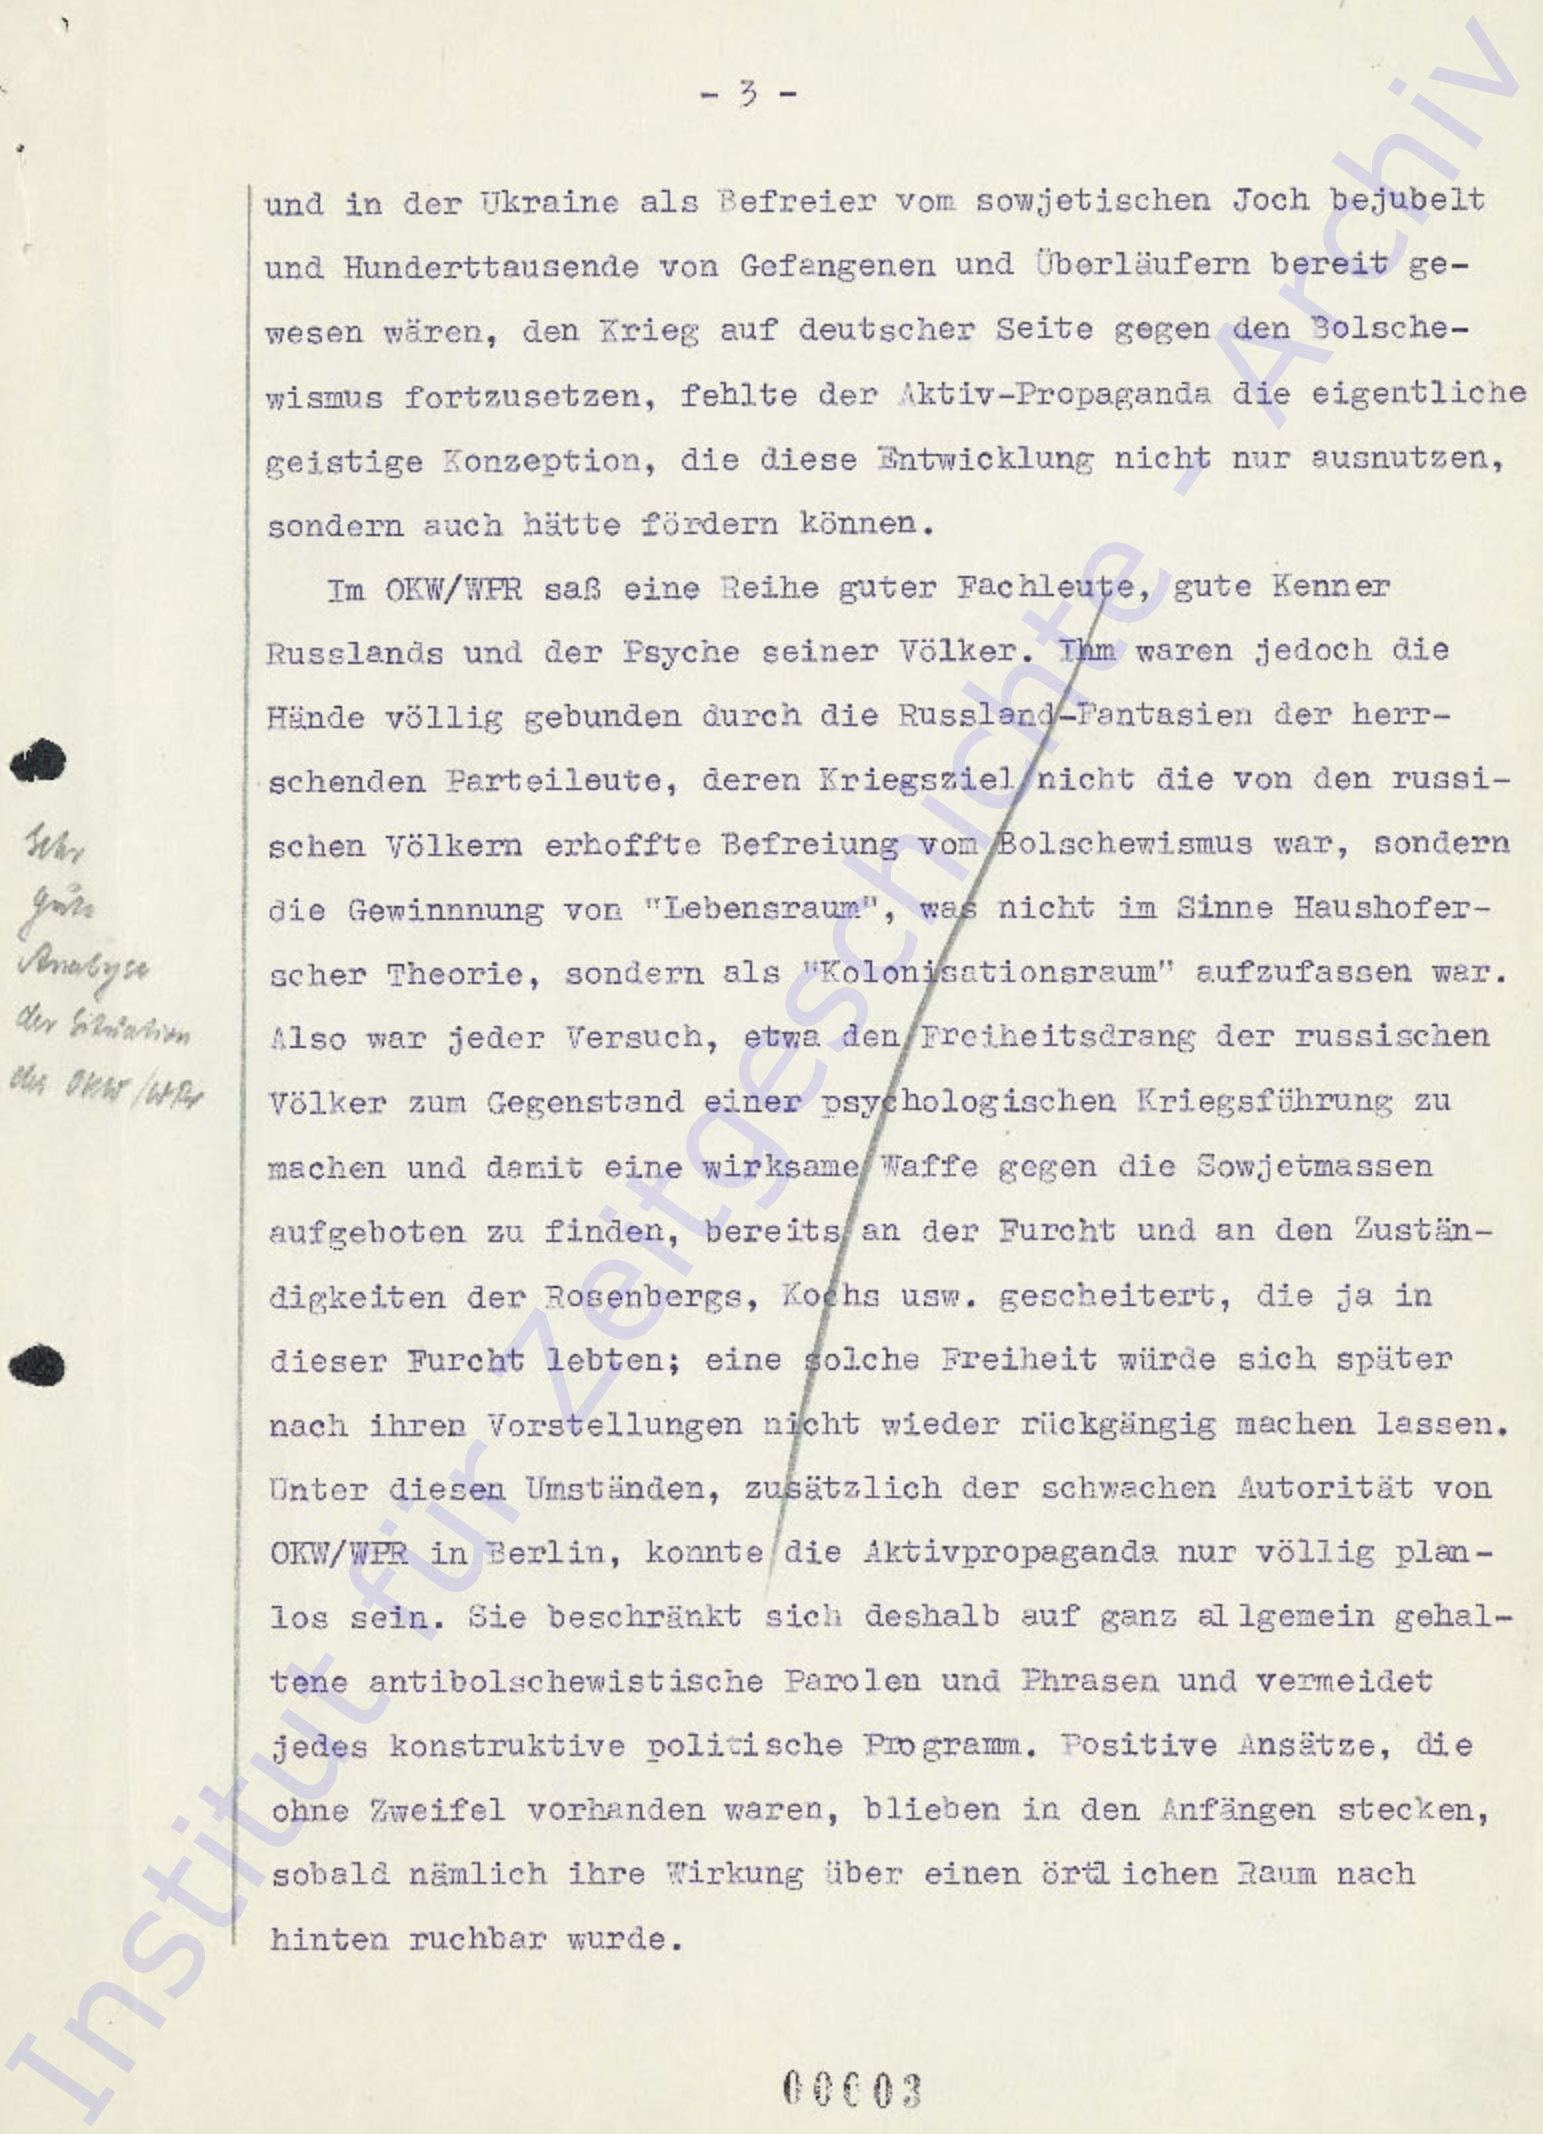 - 3 -
und in der Ukraine als Befreier vom sowjetischen Joch bejubelt
und Hunderttausende von Gefangenen und Überläufern bereit ge-
wesen wären, den Krieg auf deutscher Seite gegen den Bolsche-
wismus fortzusetzen, fehlte der Aktiv-Propaganda die eigentliche
geistige Konzeption, die diese Entwicklung nicht nur ausnutzen,
sondern auch hätte fördern können.
Im OKW/WPR saß eine Reihe guter Fachleute, gute Kenner
Russlands und der Psyche seiner Völker. Ihm waren jedoch die
Hände völlig gebunden durch die Russland-Fantasien der herr-
schenden Parteileute, deren Kriegsziel nicht die von den russi-
schen Völkern erhoffte Befreiung vom Bolschewismus war, sondern
die Gewinnnung von "Lebensraum", was nicht im Sinne Haushofer-
scher Theorie, sondern als "Kolonisationsraum" aufzufassen war.
Also war jeder Versuch, etwa den Freiheitsdrang der russischen
Völker zum Gegenstand einer psychologischen Kriegsführung zu
machen und damit eine wirksame Waffe gegen die Sowjetmassen
aufgeboten zu finden, bereits an der Furcht und an den Zustän-
digkeiten der Rosenbergs, Kochs usw. gescheitert, die ja in
dieser Furcht lebten; eine solche Freiheit würde sich später
nach ihren Vorstellungen nicht wieder rückgängig machen lassen.
Unter diesen Umständen, zusätzlich der schwachen Autorität von
OKW/WPR in Berlin, konnte die Aktivpropaganda nur völlig plan-
los sein. Sie beschränkt sich deshalb auf ganz allgemein gehal-
tene antibolschewistische Parolen und Phrasen und vermeidet
jedes konstruktive politische Programm. Positive Ansätze, die
ohne Zweifel vorhanden waren, blieben in den Anfängen stecken,
sobald nämlich ihre Wirkung über einen örtlichen Raum nach
hinten ruchbar wurde.
Sehr
gute
Analyse
der Situation
des OKW/WPr
00003
Institut für Zeitgeschichte - Archiv